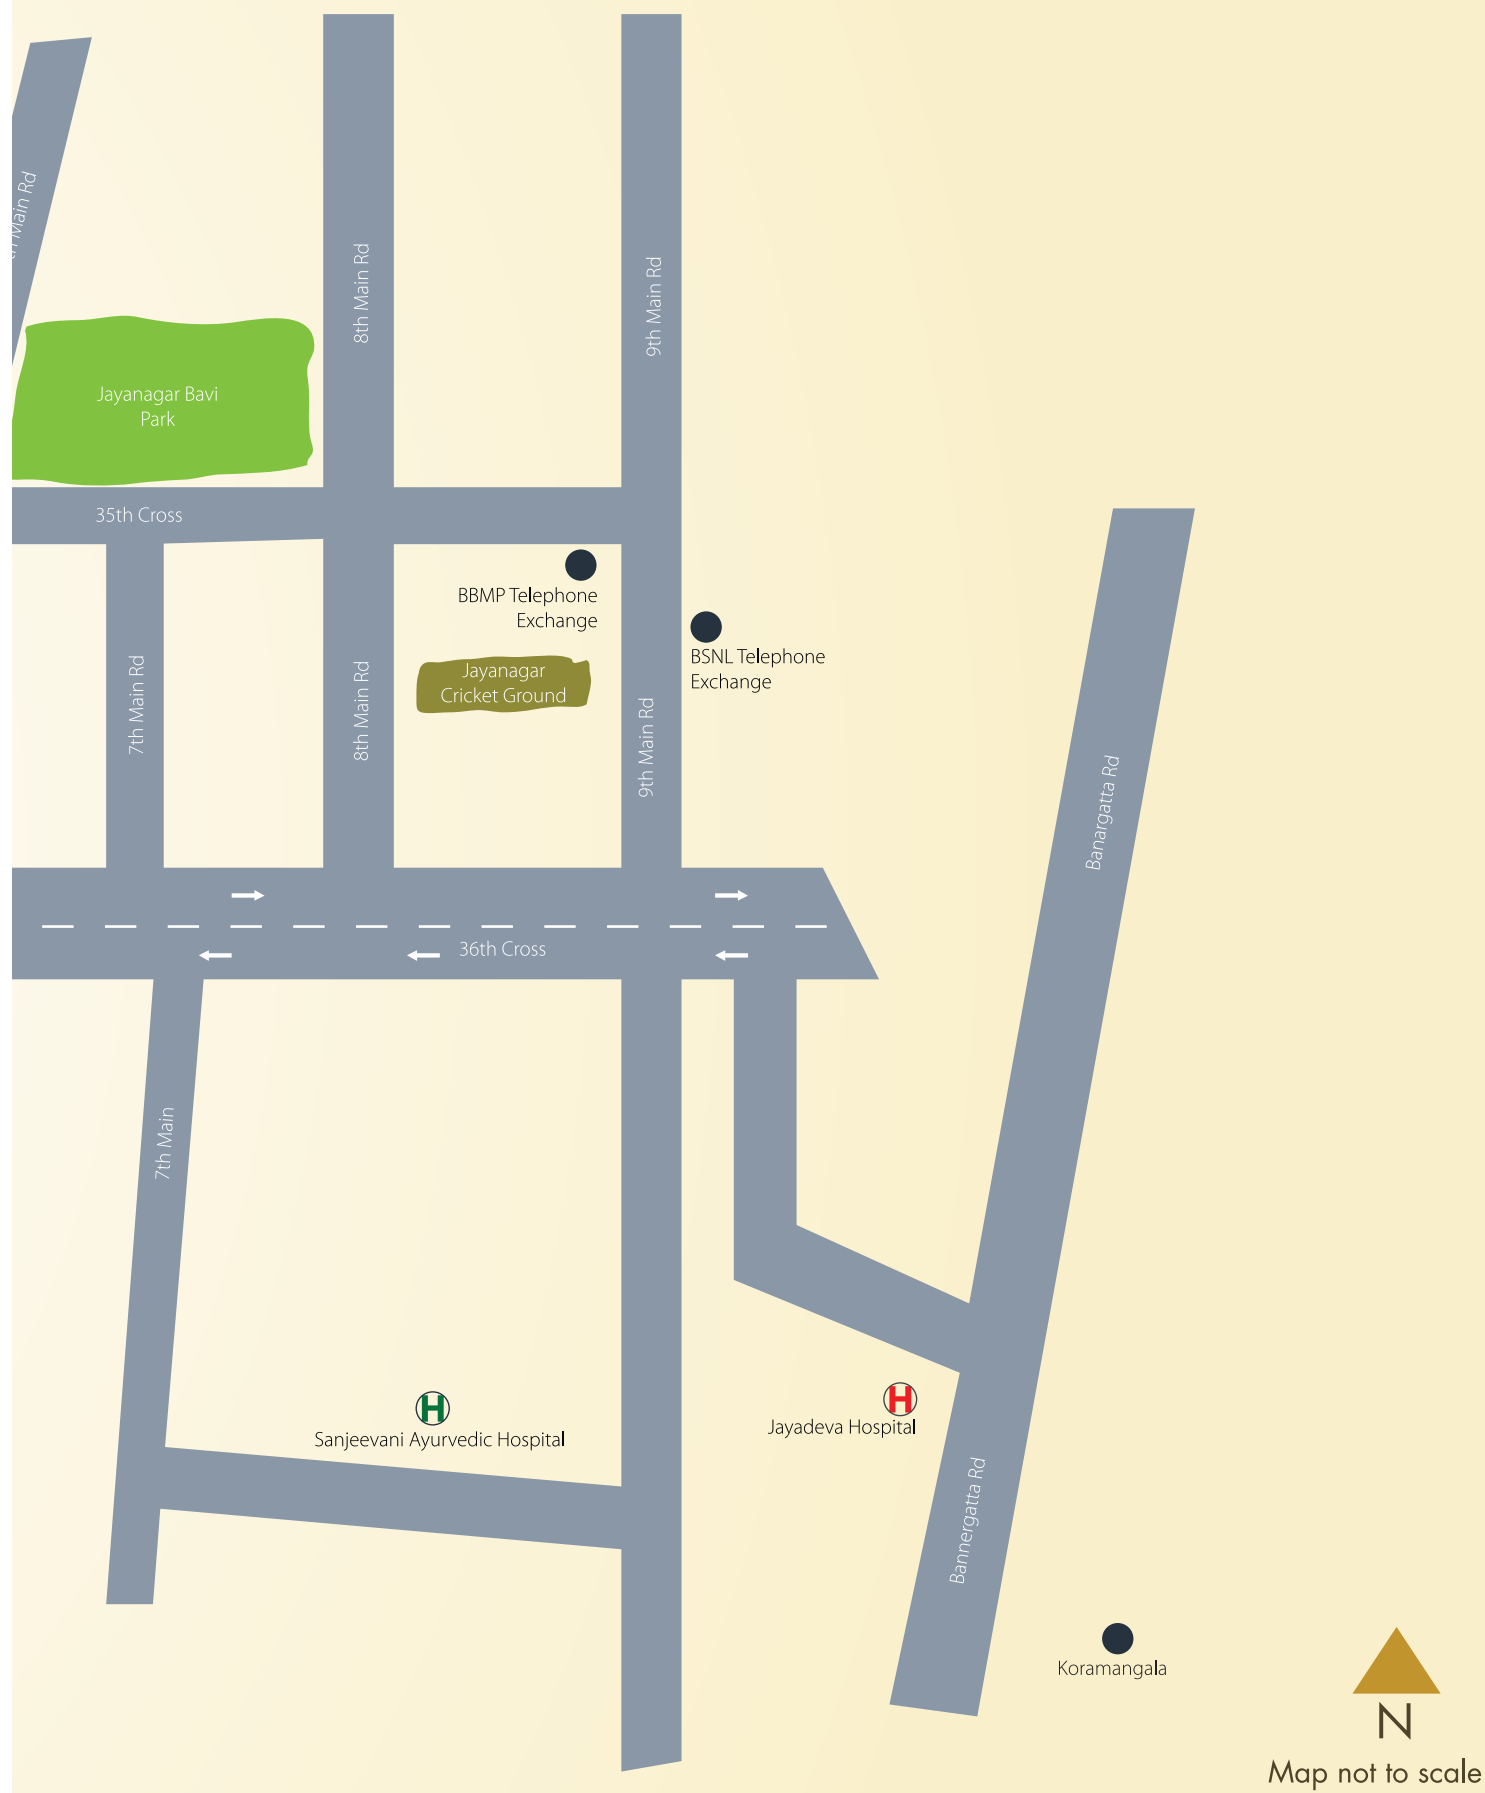 Main Rd
8th Main Rd
9th Main Rd
Jayanagar Bavi
Park
35th Cross
BBMP Telephone
Exchange
BSNL Telephone
Exchange
Jayanagar
Cricket Ground
7th Main Rd
8th Main Rd
9th Main Rd
Banargatta Rd
36th Cross
7th Main
H
Sanjeevani Ayurvedic Hospital
H
Jayadeva Hospital
Bannergatta Rd
Koramangala
N
Map not to scale